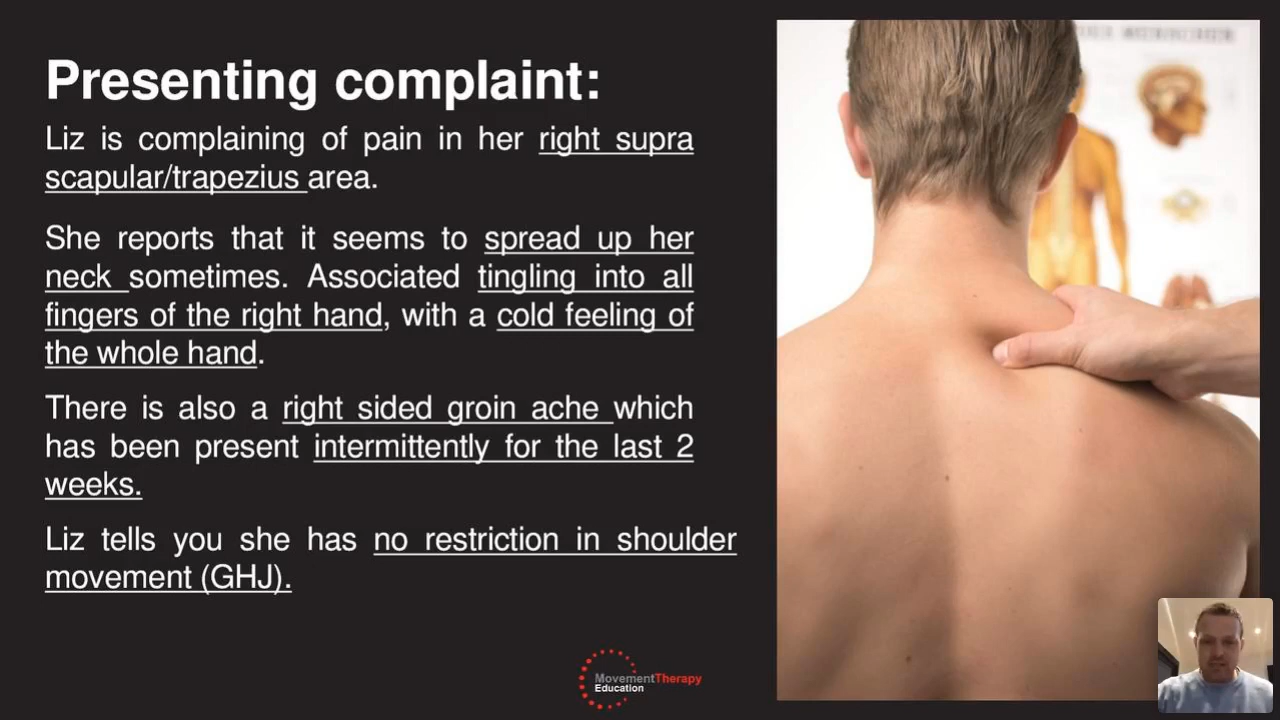 Presenting complaint:
Liz is complaining of pain in her right supra
scapular/trapezius area.
She reports that it seems to spread up her
neck sometimes. Associated tingling into all
fingers of the right hand, with a cold feeling of
the whole hand.
There is also a right sided groin ache which
has been present intermittently for the last 2
weeks.
Liz tells you she has no restriction in shoulder
movement (GHJ).
MovementTherapy
Education